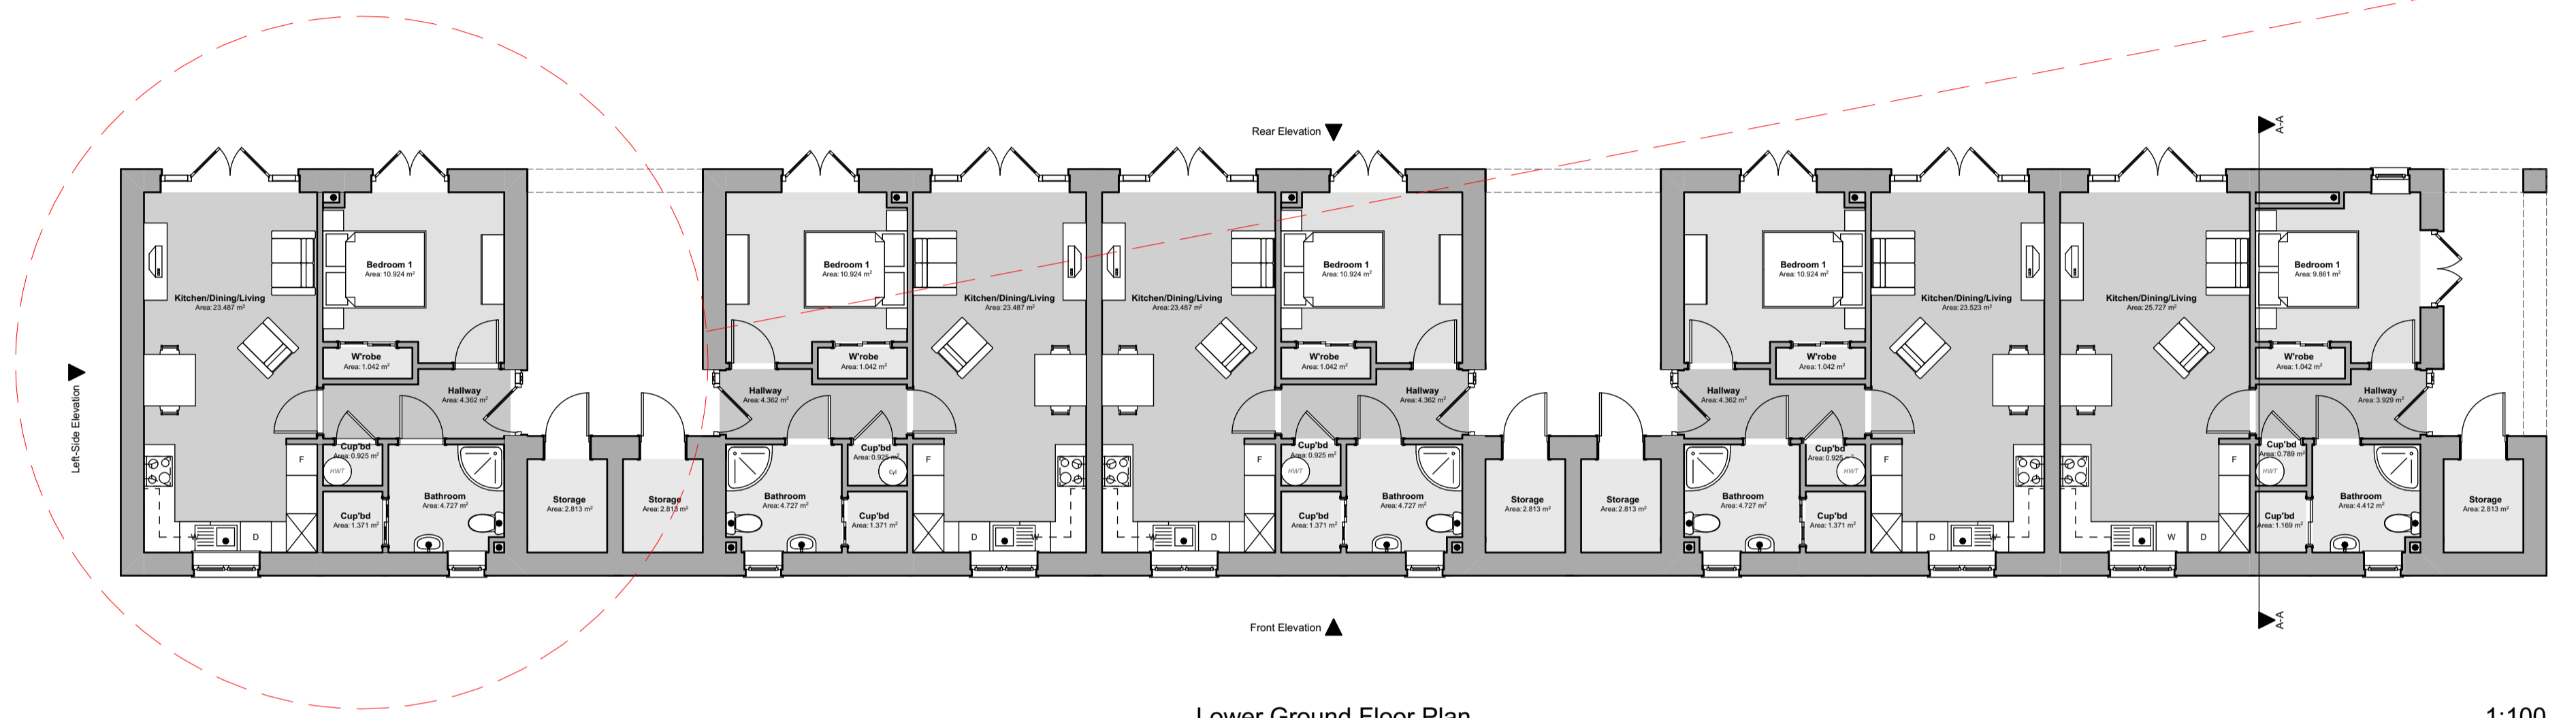 Rear Elevation
A-A
Left-Side Elevation
Kitchen/Dining/Living
Area: 23.487 m²
Bedroom 1
Area: 10.924 m²
W'robe
Area: 1.042 m²
Hallway
Area: 4.362 m²
Cup'bd
Area: 0.925 m²
HWT
Cup'bd
Area: 1.371 m²
Bathroom
Area: 4.727 m²
F
W
D
Storage
Area: 2.813 m²
Storage
Area: 2.813 m²
Bedroom 1
Area: 10.924 m²
W'robe
Area: 1.042 m²
Hallway
Area: 4.362 m²
Bathroom
Area: 4.727 m²
Cup'bd
Area: 0.925 m²
Cyl
Cup'bd
Area: 1.371 m²
Kitchen/Dining/Living
Area: 23.487 m²
F
D
W
Kitchen/Dining/Living
Area: 23.487 m²
F
W
D
Bedroom 1
Area: 10.924 m²
W'robe
Area: 1.042 m²
Hallway
Area: 4.362 m²
Cup'bd
Area: 0.925 m²
HWT
Cup'bd
Area: 1.371 m²
Bathroom
Area: 4.727 m²
Storage
Area: 2.813 m²
Storage
Area: 2.813 m²
Bedroom 1
Area: 10.924 m²
W'robe
Area: 1.042 m²
Hallway
Area: 4.362 m²
Bathroom
Area: 4.727 m²
Cup'bd
Area: 0.925 m²
HWT
Cup'bd
Area: 1.371 m²
Kitchen/Dining/Living
Area: 23.523 m²
F
D
W
Kitchen/Dining/Living
Area: 25.727 m²
F
W
D
Bedroom 1
Area: 9.861 m²
W'robe
Area: 1.042 m²
Hallway
Area: 3.929 m²
Cup'bd
Area: 0.789 m²
HWT
Cup'bd
Area: 1.169 m²
Bathroom
Area: 4.412 m²
Storage
Area: 2.813 m²
Front Elevation
A-A
Lower Ground Floor Plan
1:100